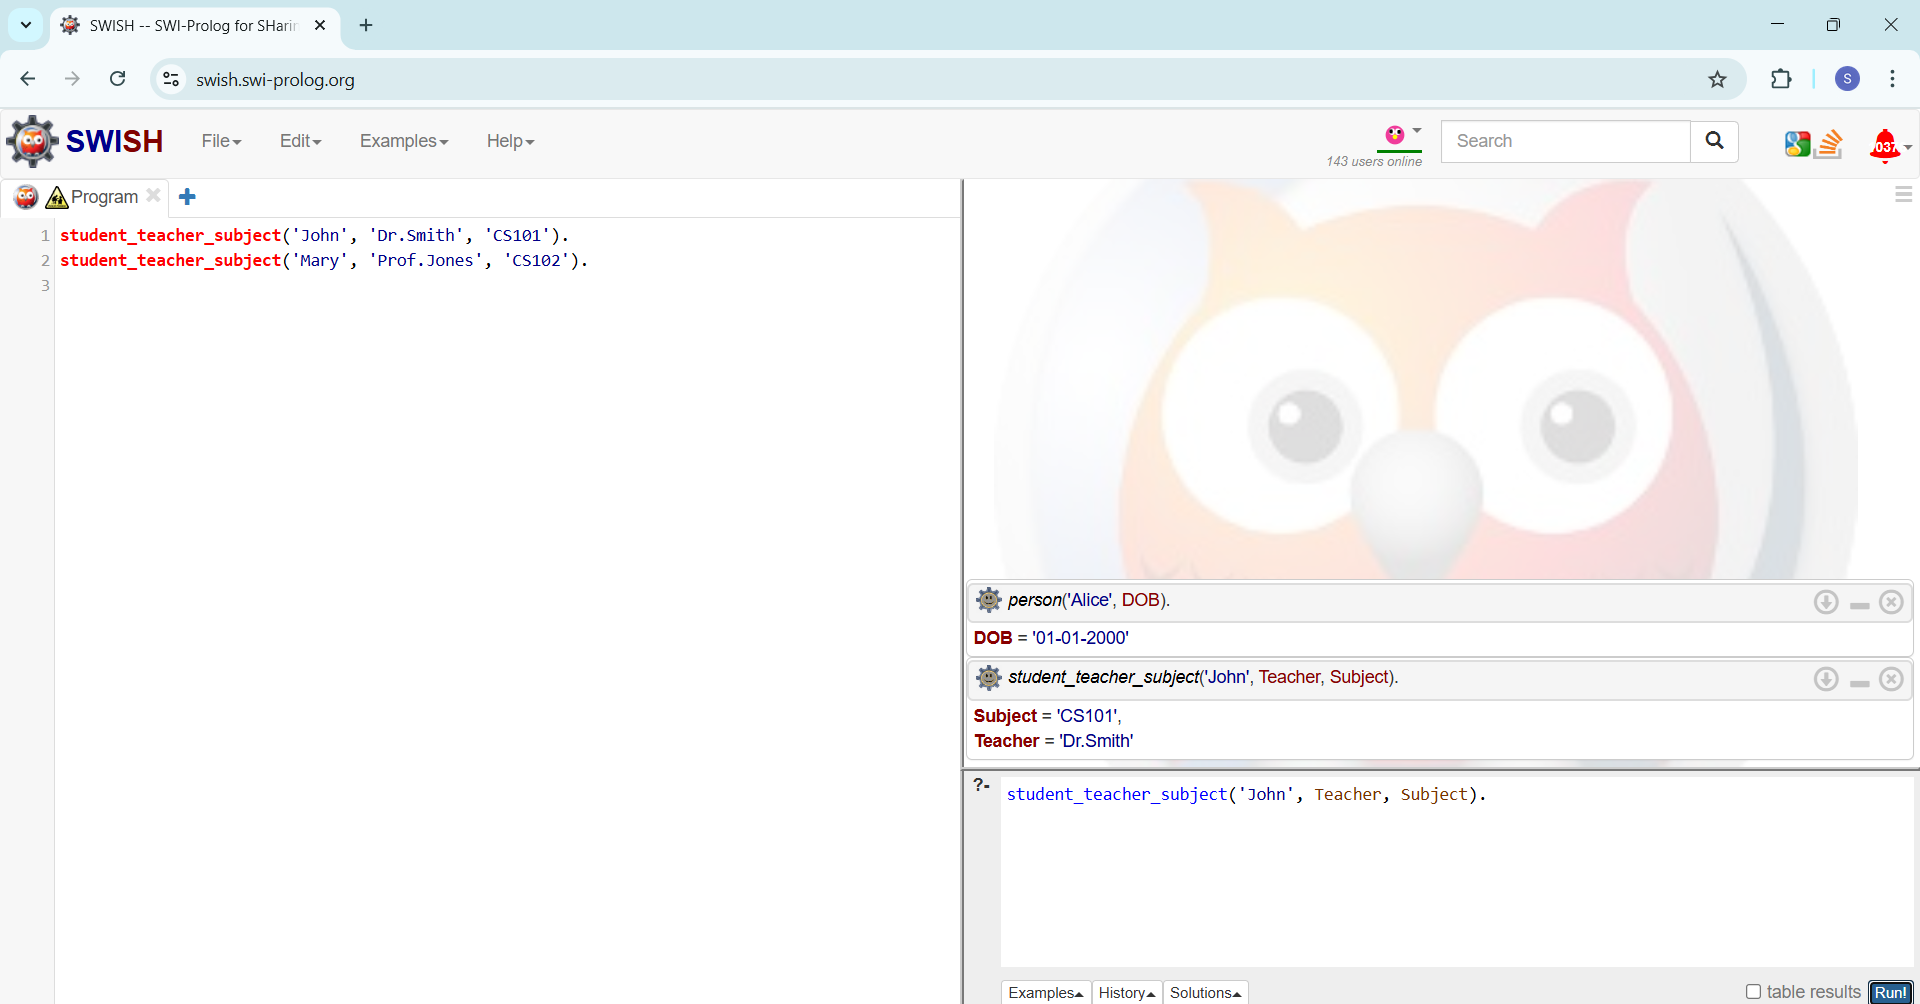 SWISH -- SWI-Prolog for SHarin
swish.swi-prolog.org
S
SWISH
File
Edit
Examples
Help
143 users online
Search
037
Program
1 student_teacher_subject('John', 'Dr.Smith', 'CS101').
2 student_teacher_subject('Mary', 'Prof.Jones', 'CS102').
3
person('Alice', DOB).
DOB = '01-01-2000'
student_teacher_subject('John', Teacher, Subject).
Subject = 'CS101',
Teacher = 'Dr.Smith'
?- student_teacher_subject('John', Teacher, Subject).
Examples
History
Solutions
table results
Run!